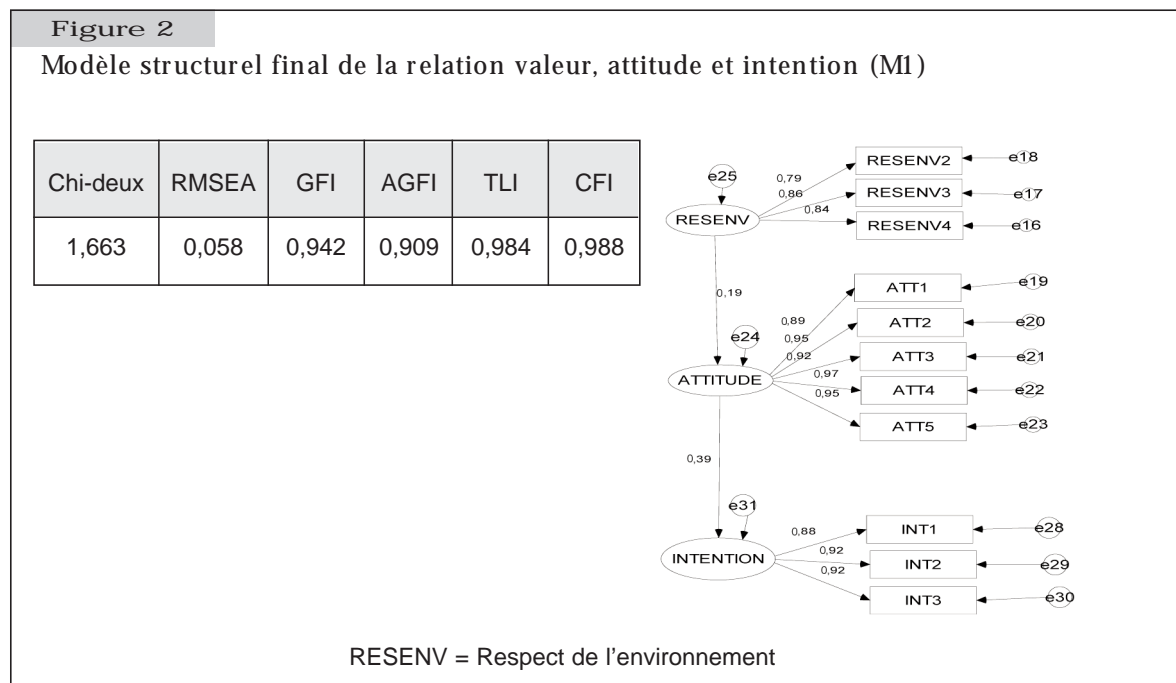 Figure 2
Modèle structurel final de la relation valeur, attitude et intention (M1)
Chi-deux RMSEA GFI AGFI TLI CFI
1,663 0,058 0,942 0,909 0,984 0,988
e25
RESENV
0,79
0,86
0,84
RESENV2
e18
RESENV3
e17
RESENV4
e16
0,19
e24
ATTITUDE
0,89
0,95
0,92
0,97
0,95
ATT1
e19
ATT2
e20
ATT3
e21
ATT4
e22
ATT5
e23
0,39
e31
INTENTION
0,88
0,92
0,92
INT1
e28
INT2
e29
INT3
e30
RESENV = Respect de l'environnement